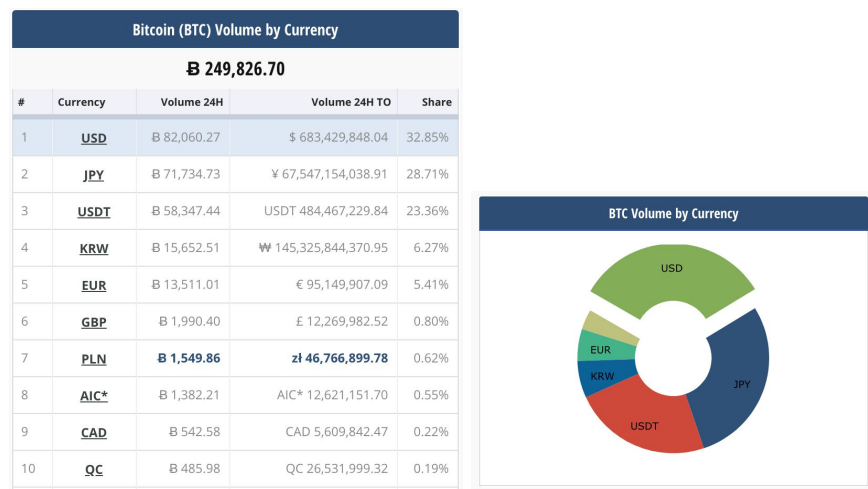 Bitcoin (BTC) Volume by Currency
Ƀ 249,826.70
# Currency Volume 24H Volume 24H TO Share
1 USD Ƀ 82,060.27 $ 683,429,848.04 32.85%
2 JPY Ƀ 71,734.73 ¥ 67,547,154,038.91 28.71%
3 USDT Ƀ 58,347.44 USDT 484,467,229.84 23.36%
4 KRW Ƀ 15,652.51 ₩ 145,325,844,370.95 6.27%
5 EUR Ƀ 13,511.01 € 95,149,907.09 5.41%
6 GBP Ƀ 1,990.40 £ 12,269,982.52 0.80%
7 PLN Ƀ 1,549.86 zł 46,766,899.78 0.62%
8 AIC* Ƀ 1,382.21 AIC* 12,621,151.70 0.55%
9 CAD Ƀ 542.58 CAD 5,609,842.47 0.22%
10 QC Ƀ 485.98 QC 26,531,999.32 0.19%
BTC Volume by Currency
USD
EUR
KRW
JPY
USDT